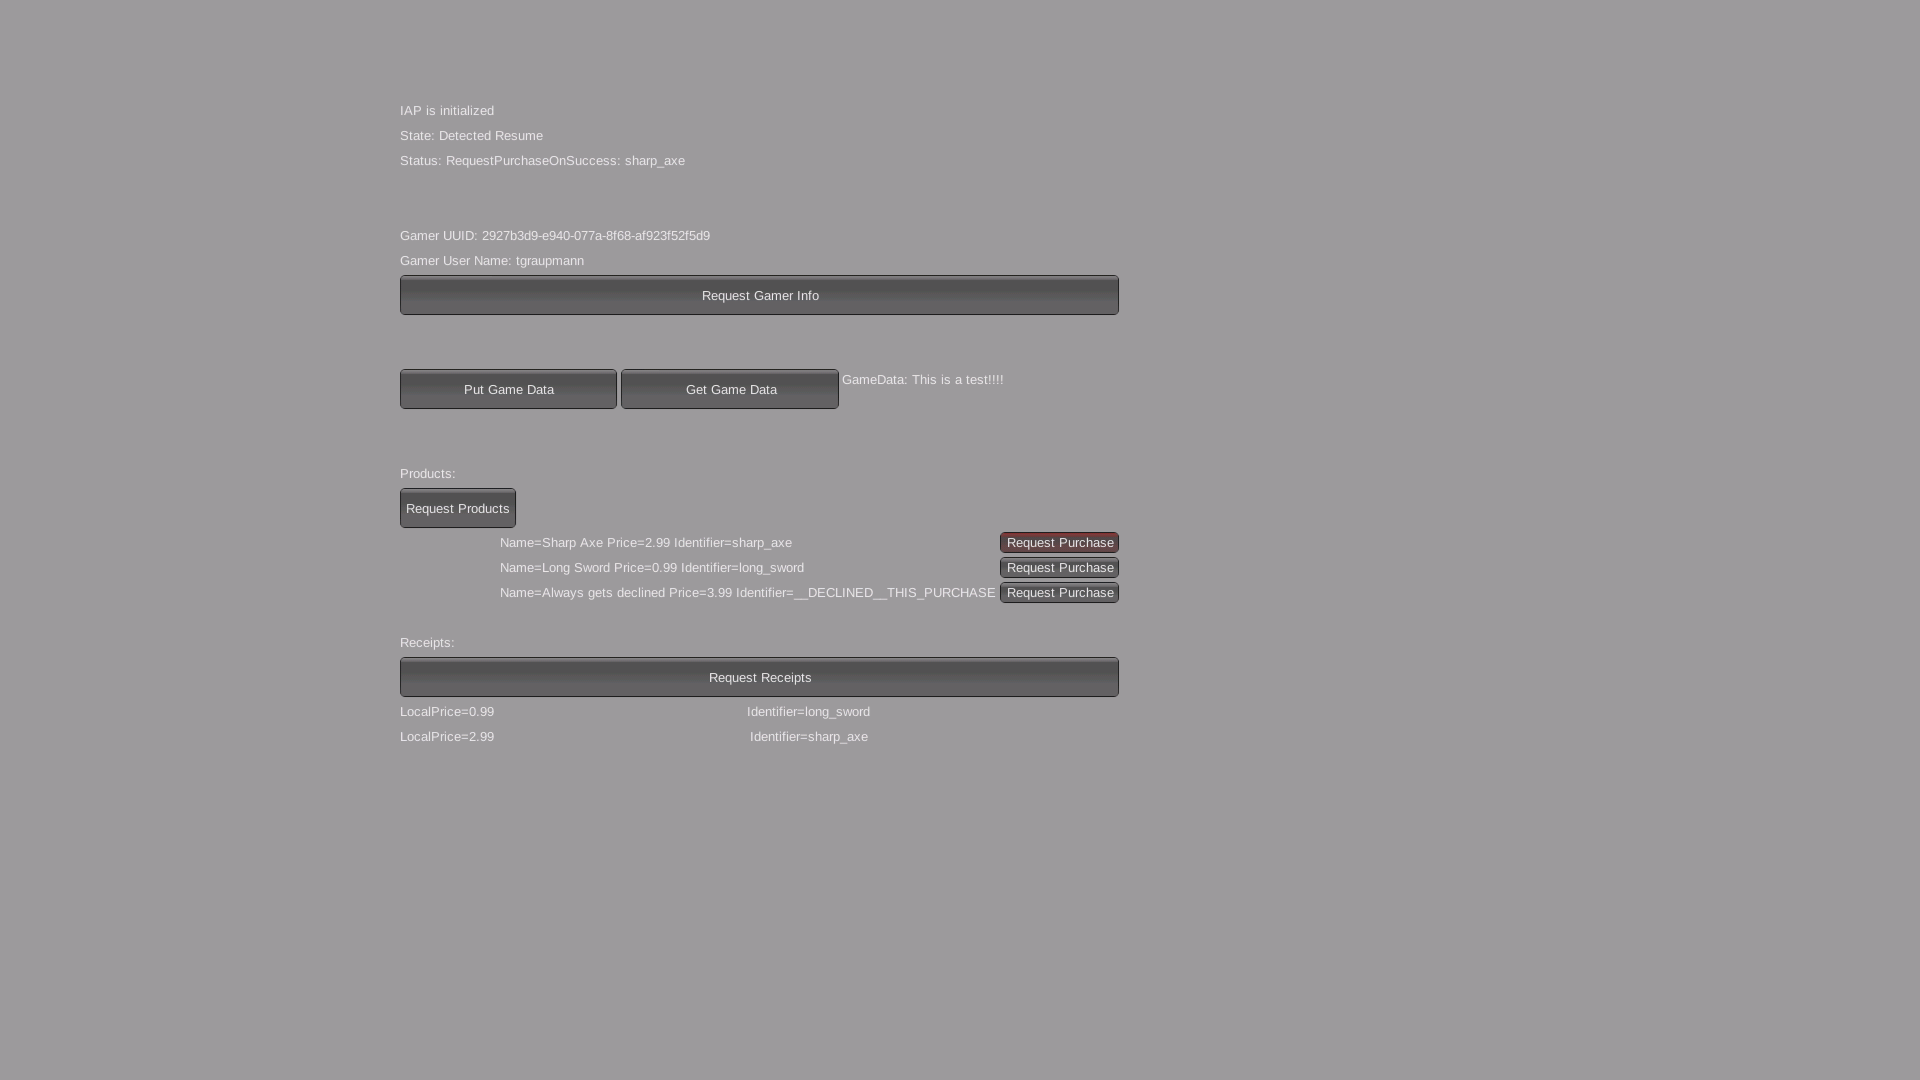 IAP is initialized
State: Detected Resume
Status: RequestPurchaseOnSuccess: sharp_axe
Gamer UUID: 2927b3d9-e940-077a-8f68-af923f52f5d9
Gamer User Name: tgraupmann
Request Gamer Info
Put Game Data Get Game Data GameData: This is a test!!!!
Products:
Request Products
Name=Sharp Axe Price=2.99 Identifier=sharp_axe Request Purchase
Name=Long Sword Price=0.99 Identifier=long_sword Request Purchase
Name=Always gets declined Price=3.99 Identifier=__DECLINED__THIS_PURCHASE Request Purchase
Receipts:
Request Receipts
LocalPrice=0.99 Identifier=long_sword
LocalPrice=2.99 Identifier=sharp_axe